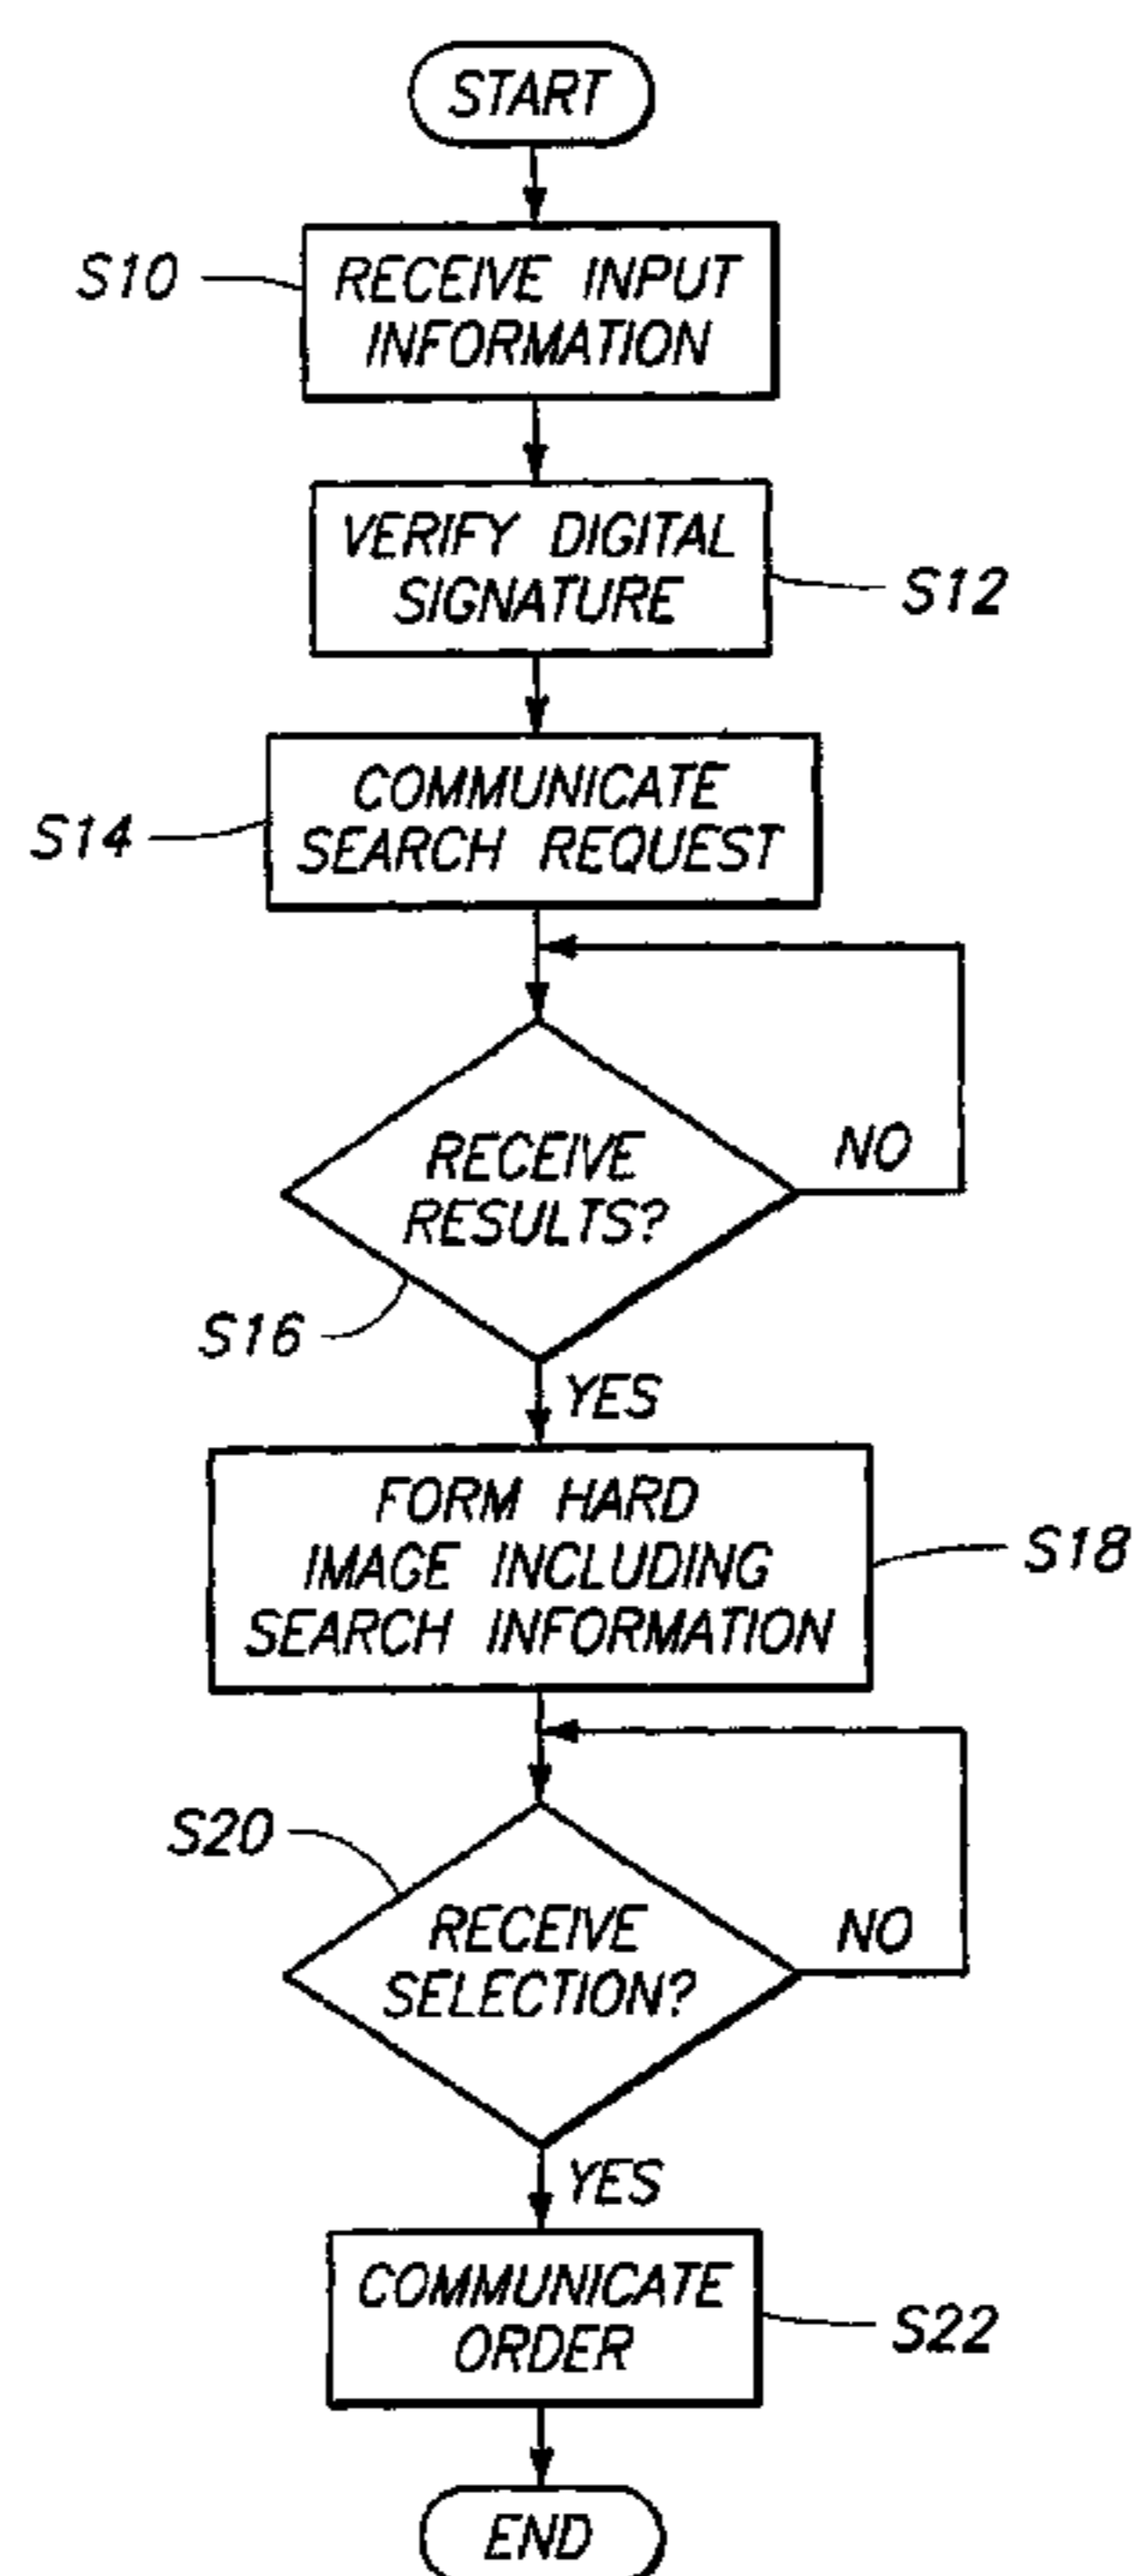 START
S10
RECEIVE INPUT
INFORMATION
VERIFY DIGITAL
SIGNATURE
S12
COMMUNICATE
SEARCH REQUEST
S14
RECEIVE
RESULTS?
NO
S16
YES
FORM HARD
IMAGE INCLUDING
SEARCH INFORMATION
S18
S20
RECEIVE
SELECTION?
NO
YES
COMMUNICATE
ORDER
S22
END